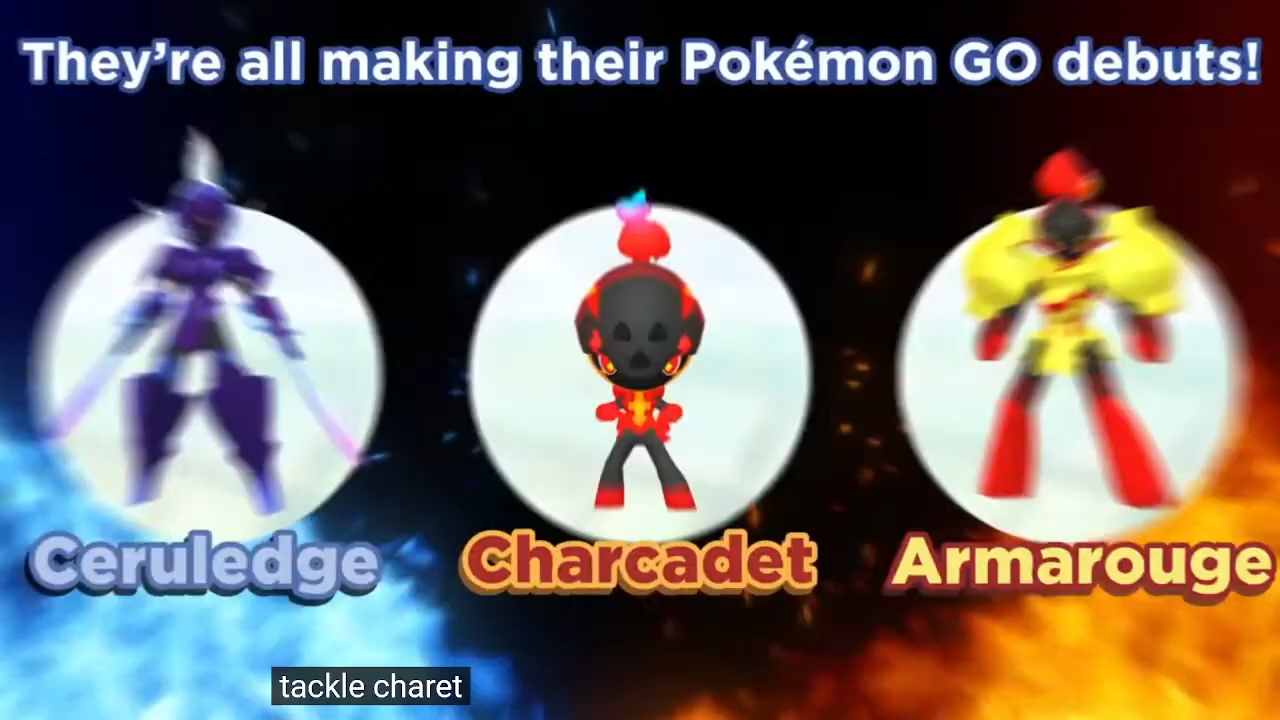 They're all making their Pokémon GO debuts!
Ceruledge
Charcadet
Armarouge
tackle charet